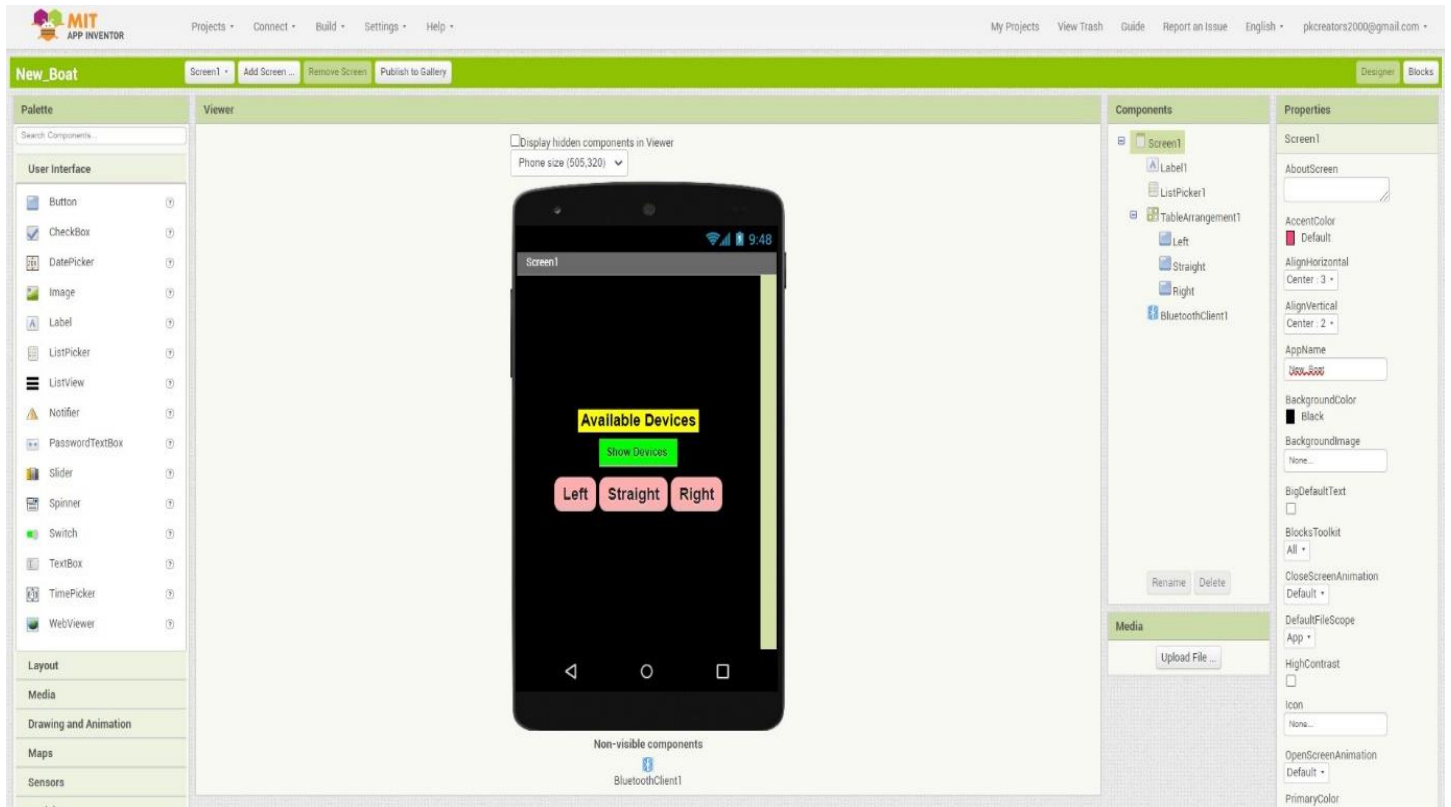 MIT
APP INVENTOR
Projects Connect Build Settings Help
My Projects View Trash Guide Report an Issue English pkcreators2000@gmail.com
New_Boat
Screen1 Add Screen ... Remove Screen Publish to Gallery
Designer Blocks
Palette
Search Components...
User Interface
Button
CheckBox
DatePicker
Image
Label
ListPicker
ListView
Notifier
PasswordTextBox
Slider
Spinner
Switch
TextBox
TimePicker
WebViewer
Layout
Media
Drawing and Animation
Maps
Sensors
Viewer
Display hidden components in Viewer
Phone size (505,320)
9:48
Screen1
Available Devices
Show Devices
Left Straight Right
Non-visible components
BluetoothClient1
Components
Screen1
Label1
ListPicker1
TableArrangement1
Left
Straight
Right
BluetoothClient1
Rename Delete
Media
Upload File ...
Properties
Screen1
AboutScreen
AccentColor
Default
AlignHorizontal
Center : 3
AlignVertical
Center : 2
AppName
New_Boat
BackgroundColor
Black
BackgroundImage
None...
BigDefaultText
BlocksToolkit
All
CloseScreenAnimation
Default
DefaultFileScope
App
HighContrast
Icon
None...
OpenScreenAnimation
Default
PrimaryColor